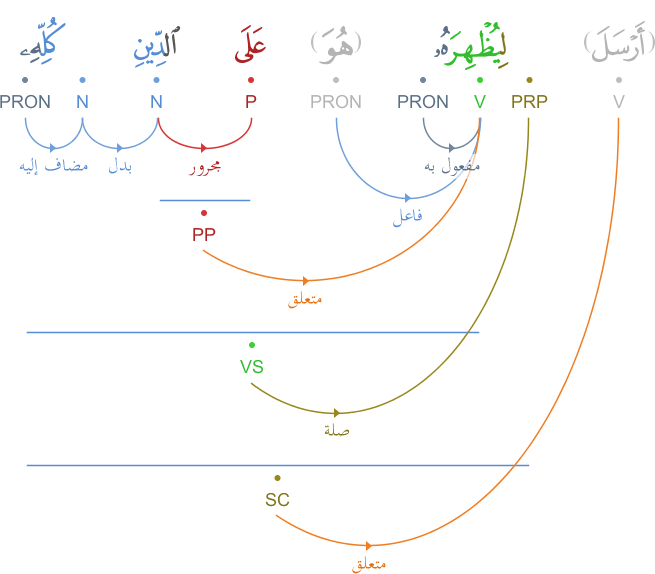 (أَرْسَلَ) لِيُظْهِرَهُۥ (هُوَ) عَلَى ٱلدِّينِ كُلِّهِۦ
V PRP V PRON PRON P N N PRON
مفعول به مجرور بدل مضاف إليه
فاعل
PP
متعلق
VS
صلة
SC
متعلق